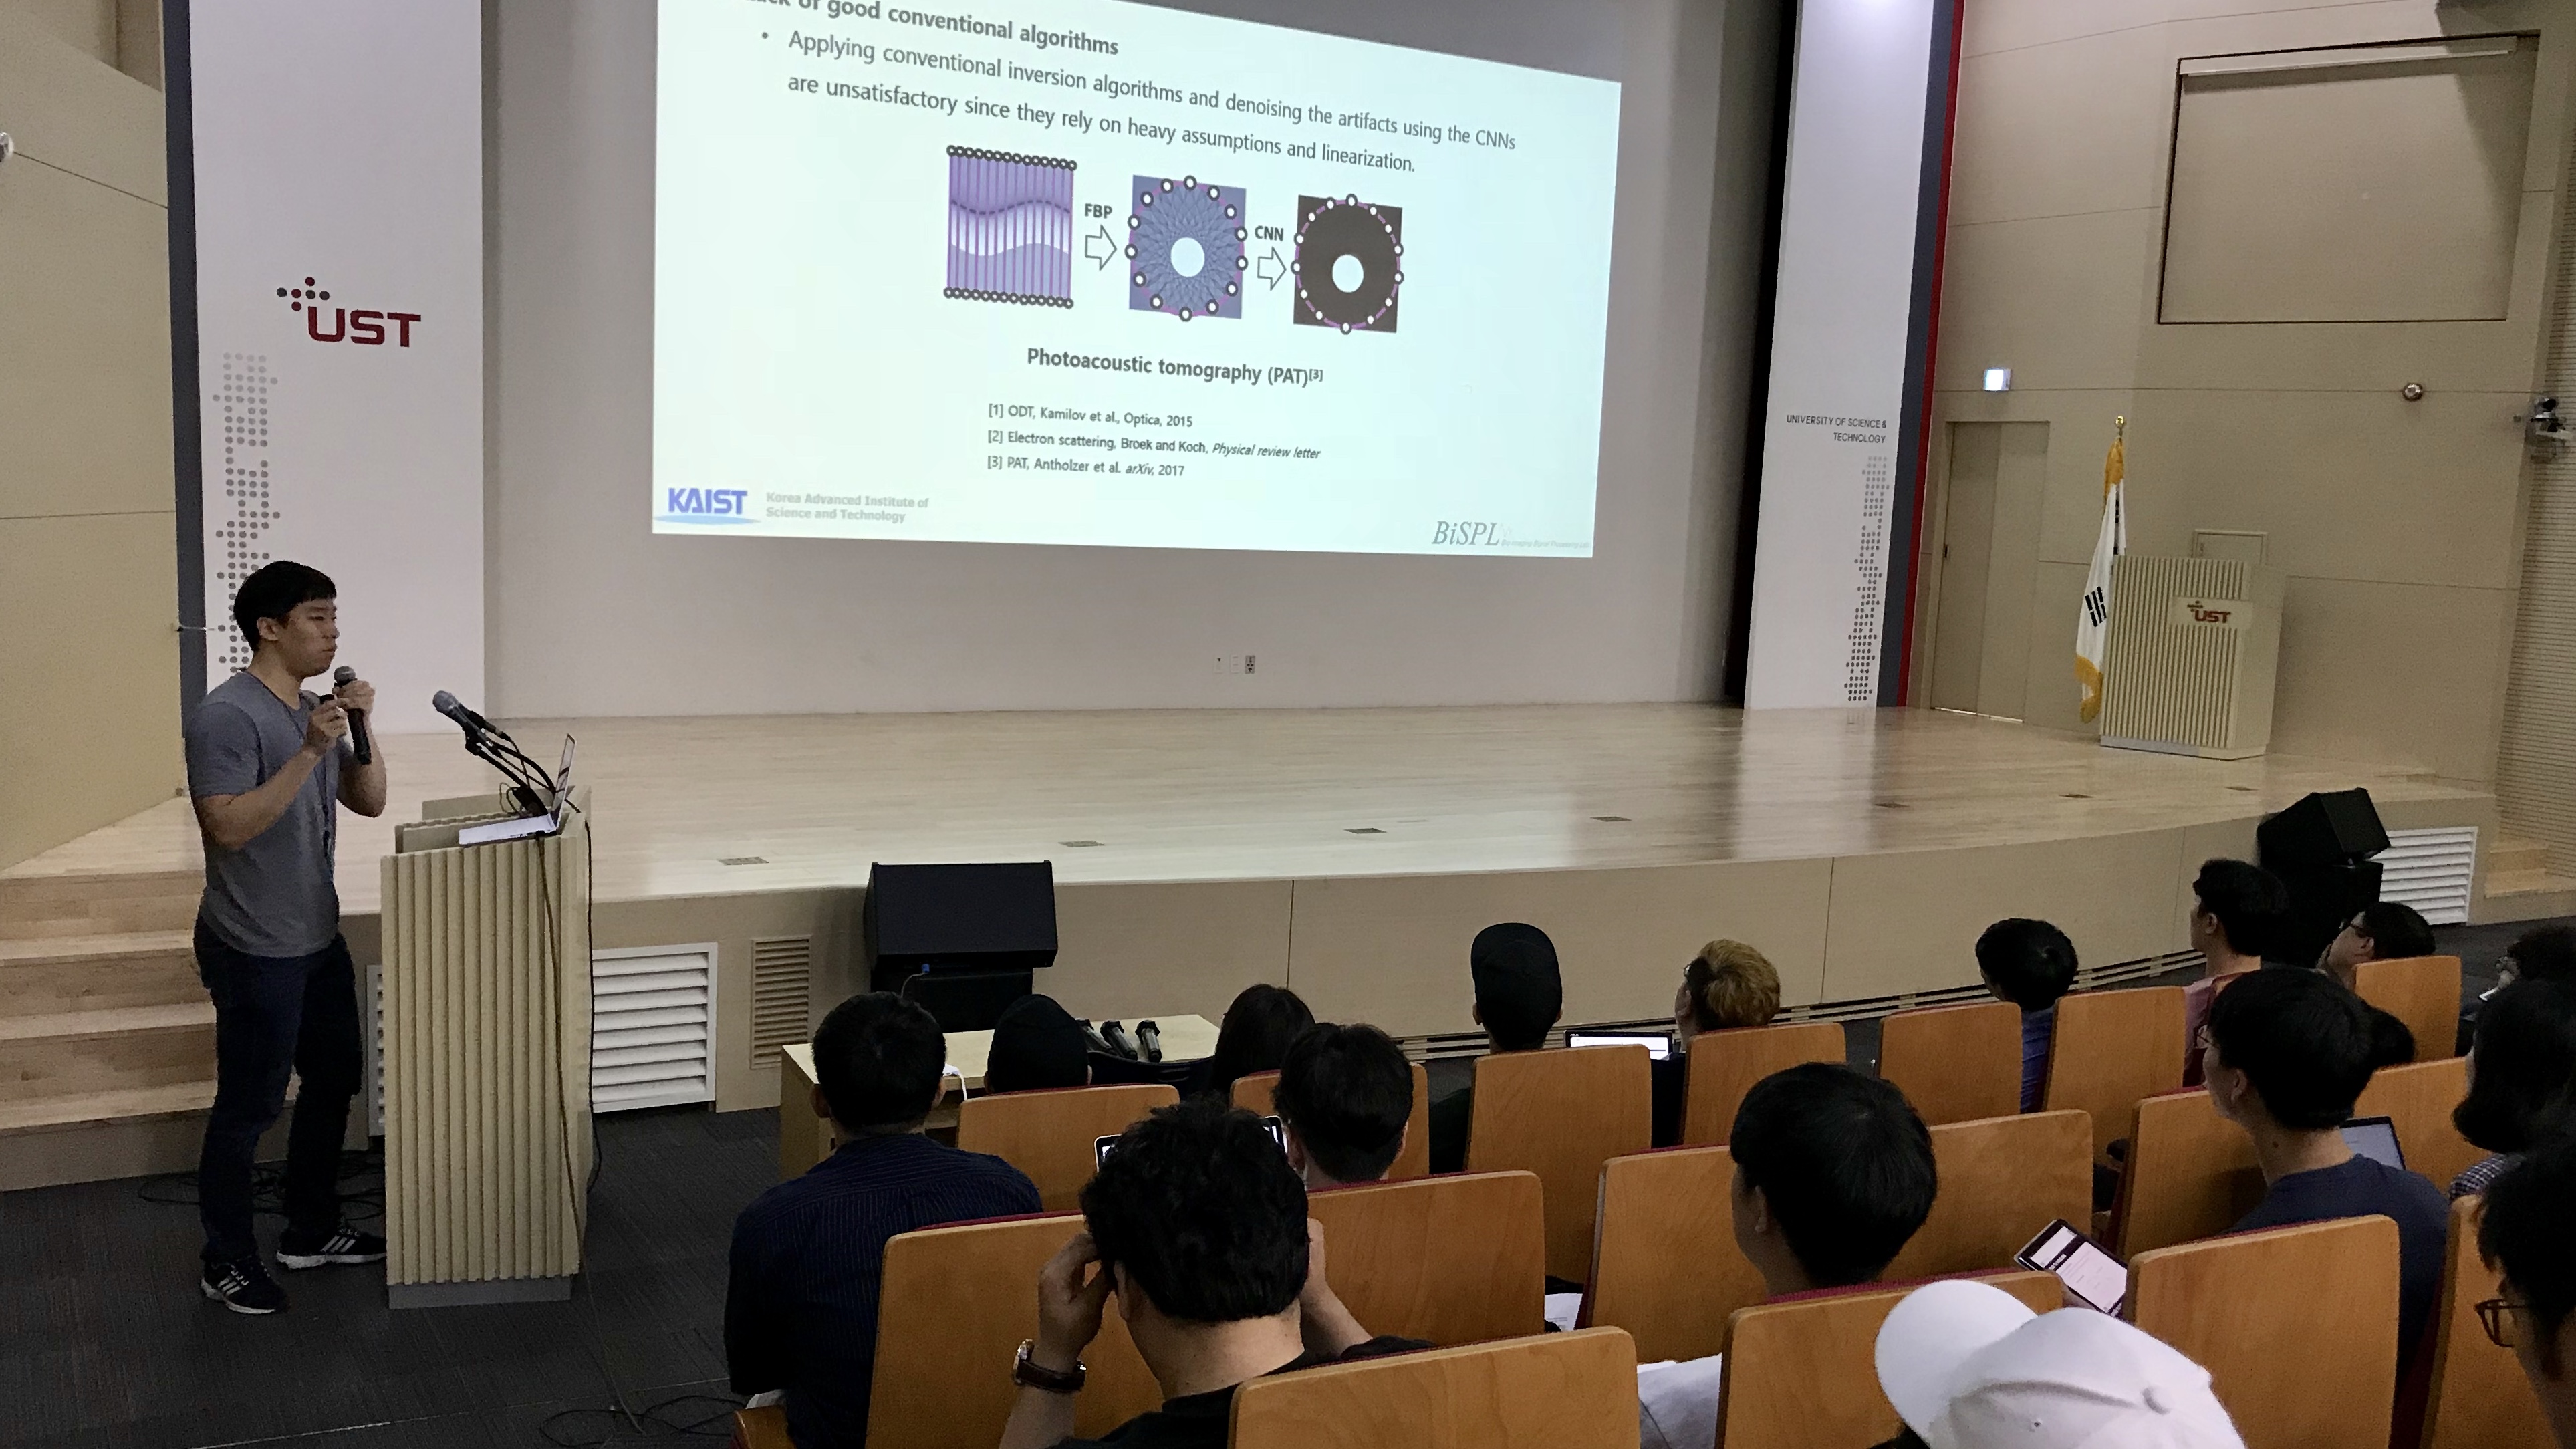 of good conventional algorithms
• Applying conventional inversion algorithms and denoising the artifacts using the CNNs
are unsatisfactory since they rely on heavy assumptions and linearization.
FBP
CNN
Photoacoustic tomography (PAT)[3]
[1] ODT, Kamilov et al., Optica, 2015
[2] Electron scattering, Broek and Koch, Physical review letter
[3] PAT, Antholzer et al. arXiv, 2017
KAIST
Korea Advanced Institute of
Science and Technology
BiSPL
UST
UNIVERSITY OF SCIENCE &
TECHNOLOGY
UST